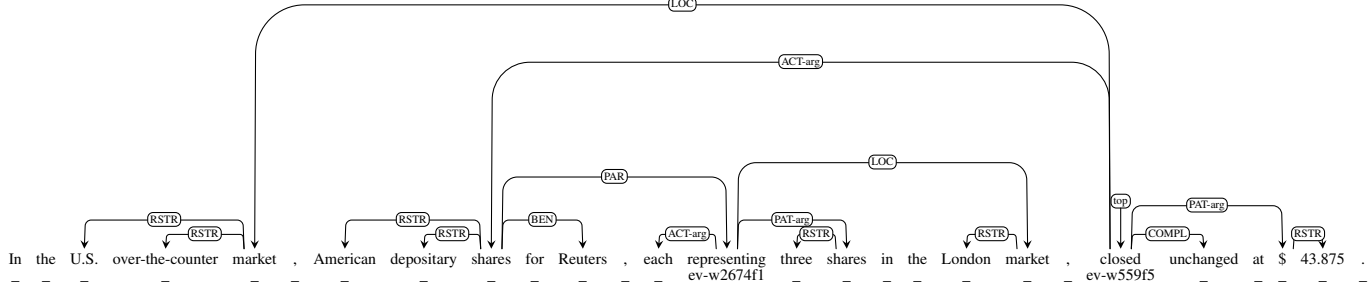 LOC
ACT-arg
LOC
PAR
top
PAT-arg
RSTR
RSTR
BEN
PAT-arg
RSTR
RSTR
ACT-arg
RSTR
RSTR
COMPL
RSTR
In the U.S. over-the-counter market , American depositary shares for Reuters , each representing three shares in the London market , closed unchanged at $ 43.875 .
_ _ _ _ _ _ _ _ _ _ _ _ _ ev-w2674f1 _ _ _ _ _ _ _ ev-w559f5 _ _ _ _ _